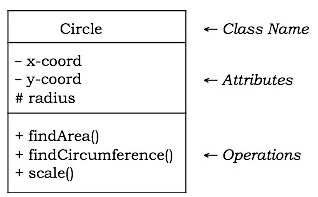 Circle ← Class Name
– x-coord
– y-coord ← Attributes
# radius
+ findArea()
+ findCircumference() ← Operations
+ scale()